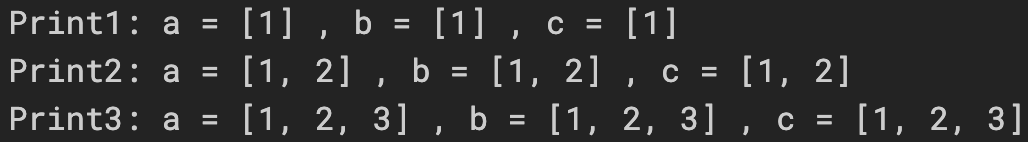 Print1: a = [1] , b = [1] , c = [1]
Print2: a = [1, 2] , b = [1, 2] , c = [1, 2]
Print3: a = [1, 2, 3] , b = [1, 2, 3] , c = [1, 2, 3]